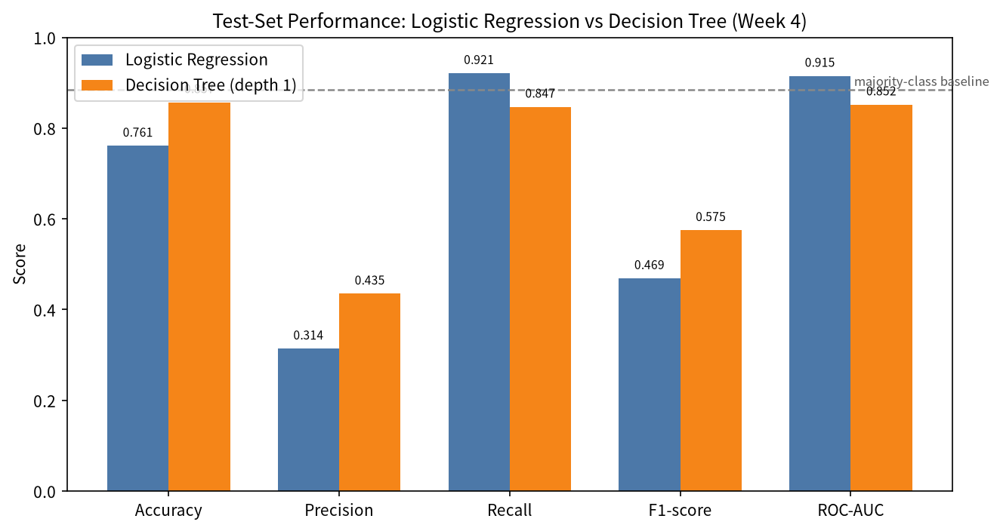 Test-Set Performance: Logistic Regression vs Decision Tree (Week 4)
1.0
0.8
0.6
0.4
0.2
0.0
Score
Logistic Regression
Decision Tree (depth 1)
majority-class baseline
0.761
0.314
0.435
0.921
0.847
0.469
0.575
0.915
0.852
Accuracy
Precision
Recall
F1-score
ROC-AUC